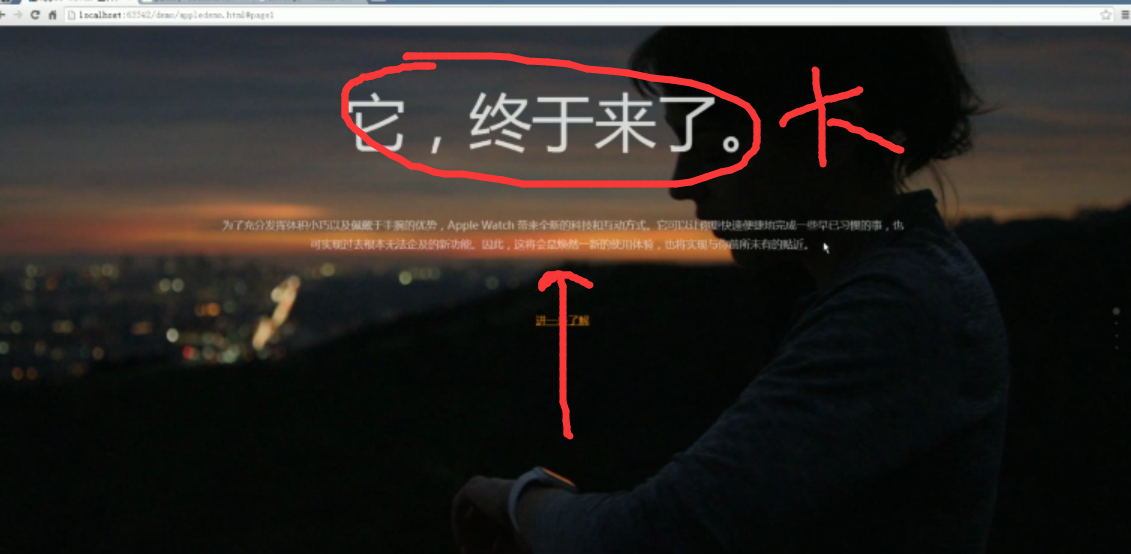 localhost:63342/demo/appledemo.html#page1
它，终于来了。
卡
为了充分发挥体积小巧以及佩戴于手腕的优势，Apple Watch 带来全新的科技和互动方式。它可以让你更快速便捷地完成一些早已习惯的事，也
可实现过去根本无法企及的新功能。因此，这将会是焕然一新的使用体验，也将实现与你前所未有的贴近。
进一步了解